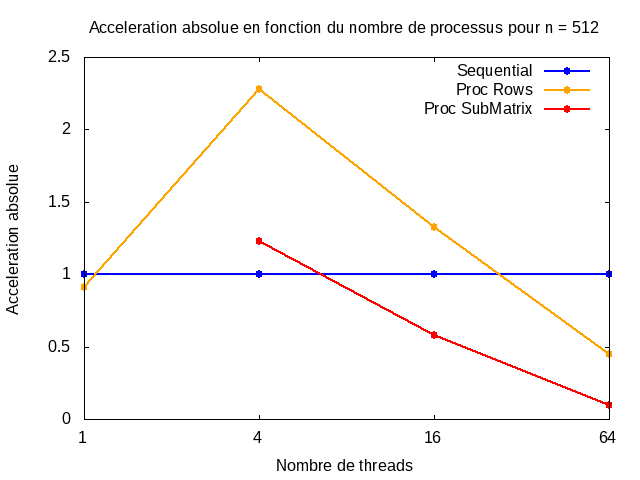 Acceleration absolue en fonction du nombre de processus pour n = 512
2.5
2
1.5
1
0.5
0
Acceleration absolue
Sequential
Proc Rows
Proc SubMatrix
1 4 16 64
Nombre de threads